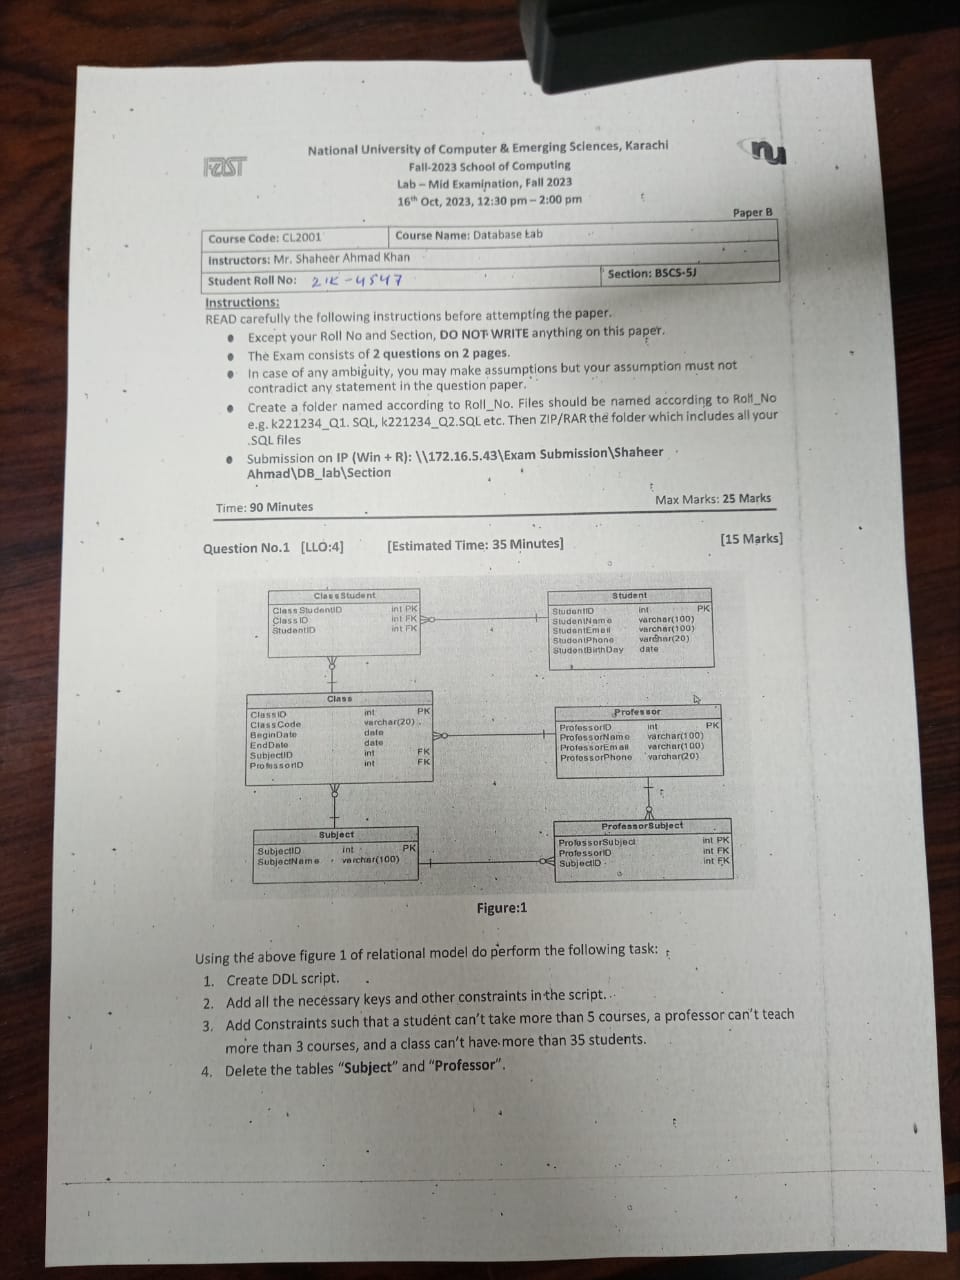 FAST
National University of Computer & Emerging Sciences, Karachi
nu
Fall-2023 School of Computing
Lab – Mid Examination, Fall 2023
16th Oct, 2023, 12:30 pm – 2:00 pm
Paper B
Course Code: CL2001
Course Name: Database Lab
Instructors: Mr. Shaheer Ahmad Khan
Student Roll No: 21K-4547
Section: BSCS-5J
Instructions:
READ carefully the following instructions before attempting the paper.
● Except your Roll No and Section, DO NOT WRITE anything on this paper.
● The Exam consists of 2 questions on 2 pages.
● In case of any ambiguity, you may make assumptions but your assumption must not
contradict any statement in the question paper.
● Create a folder named according to Roll_No. Files should be named according to Roll_No
e.g. k221234_Q1. SQL, k221234_Q2.SQL etc. Then ZIP/RAR the folder which includes all your
.SQL files
● Submission on IP (Win + R): \\172.16.5.43\Exam Submission\Shaheer
Ahmad\DB_lab\Section
Time: 90 Minutes
Max Marks: 25 Marks
Question No.1 [LLO:4] [Estimated Time: 35 Minutes] [15 Marks]
ClassStudent
ClassStudentID int PK
ClassID int FK
StudentID int FK
Student
StudentID int PK
StudentName varchar(100)
StudentEmail varchar(100)
StudentPhone varchar(20)
StudentBirthDay date
Class
ClassID int PK
ClassCode varchar(20)
BeginDate date
EndDate date
SubjectID int FK
ProfessorID int FK
Professor
ProfessorID int PK
ProfessorName varchar(100)
ProfessorEmail varchar(100)
ProfessorPhone varchar(20)
Subject
SubjectID int PK
SubjectName varchar(100)
ProfessorSubject
ProfessorSubject int PK
ProfessorID int FK
SubjectID int FK
Figure:1
Using the above figure 1 of relational model do perform the following task:
1. Create DDL script.
2. Add all the necessary keys and other constraints in the script.
3. Add Constraints such that a student can't take more than 5 courses, a professor can't teach
more than 3 courses, and a class can't have more than 35 students.
4. Delete the tables "Subject" and "Professor".